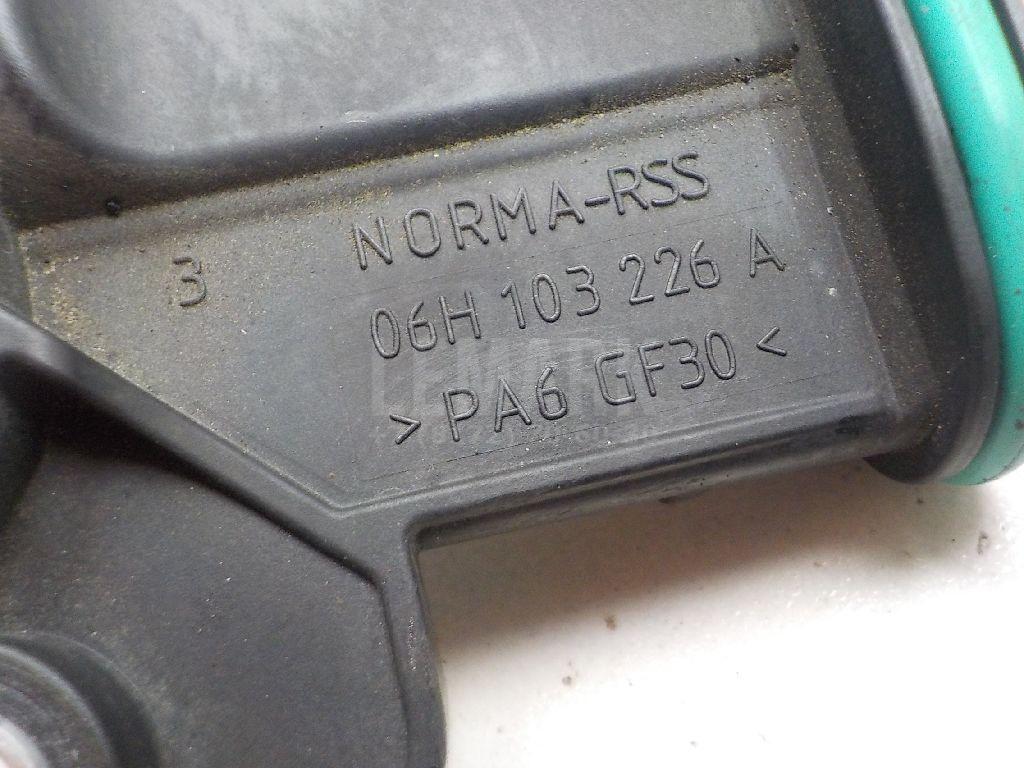 NORMA-RSS
3
06H 103 226 A
>PA6 GF30<